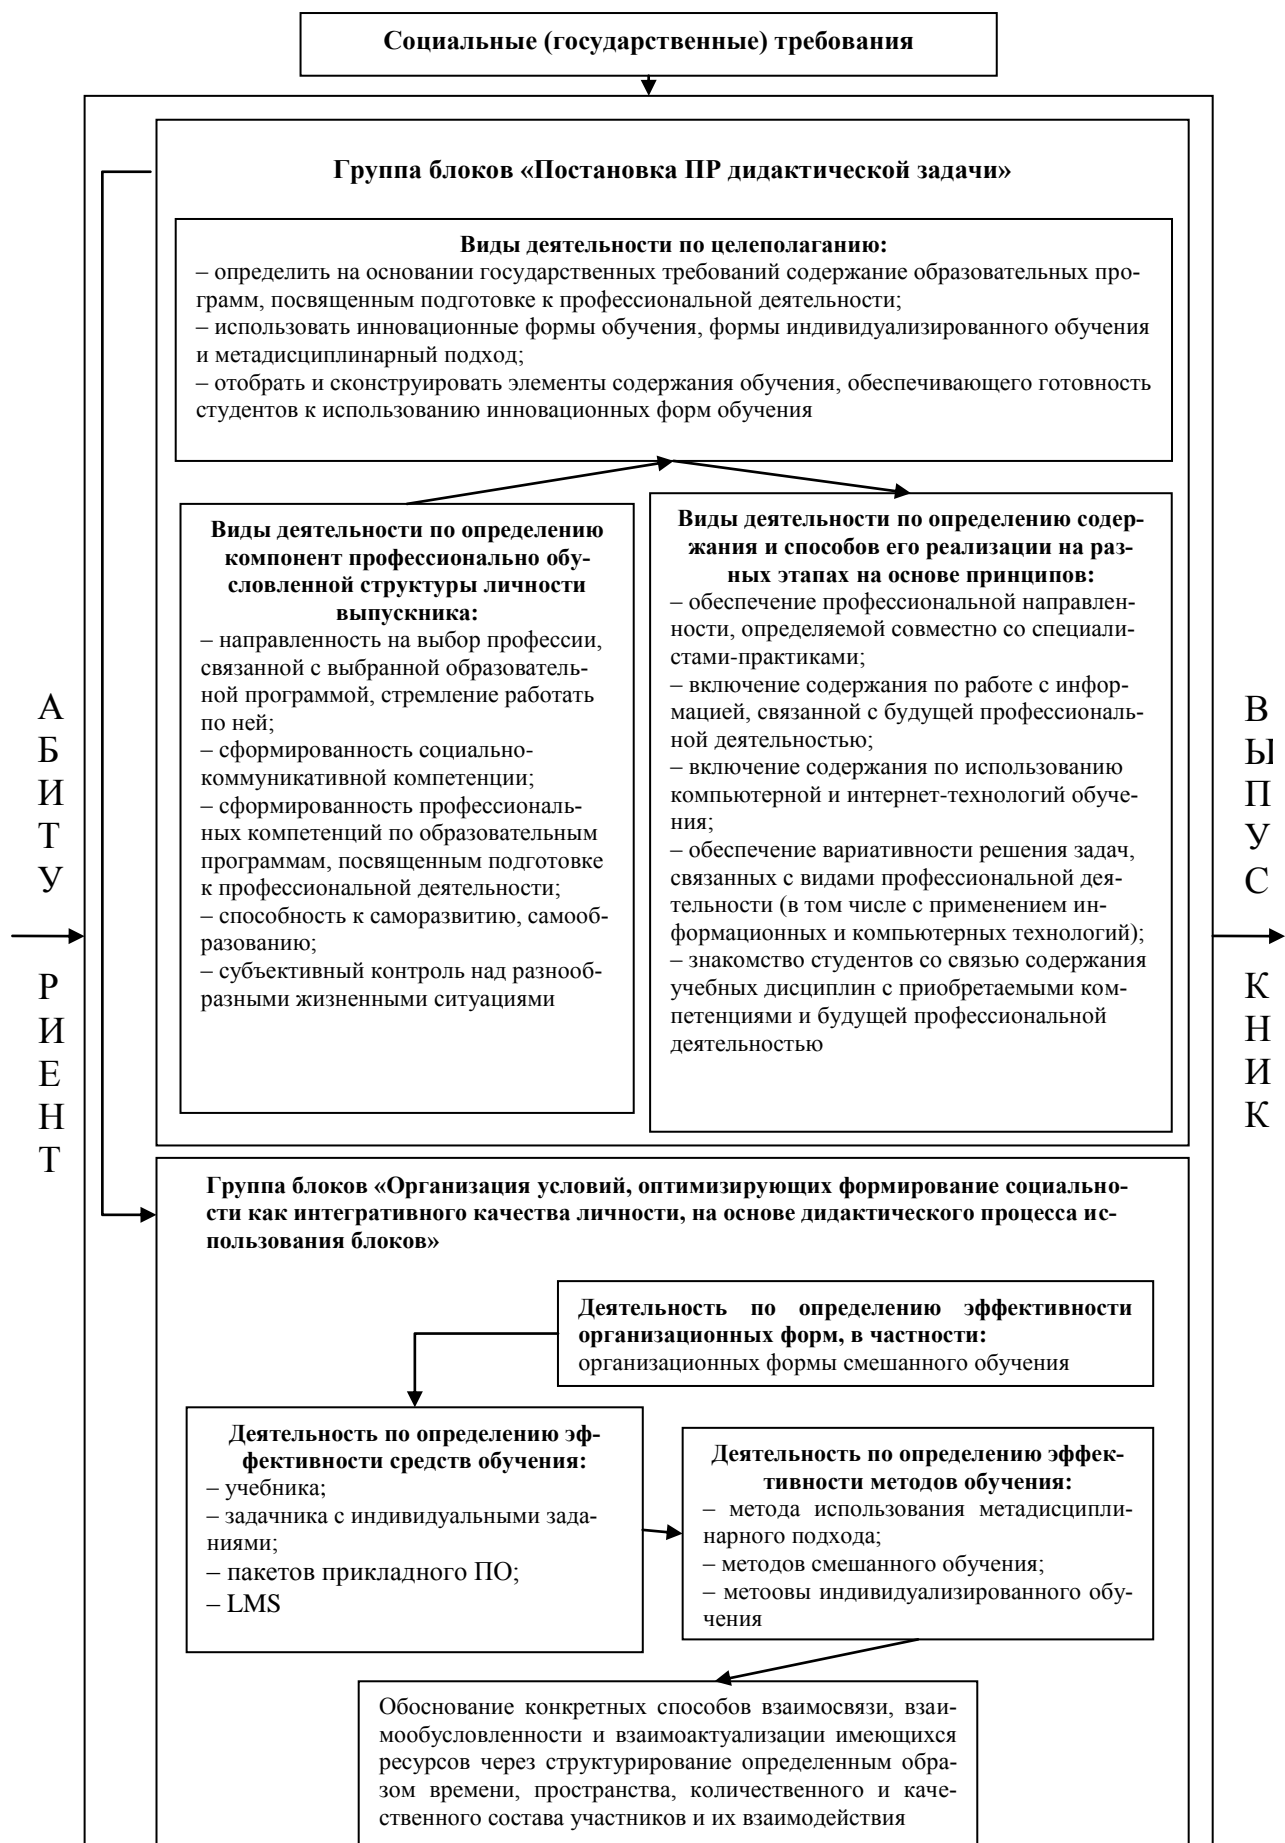 Социальные (государственные) требования
Группа блоков «Постановка ПР дидактической задачи»
Виды деятельности по целеполаганию:
– определить на основании государственных требований содержание образовательных про-
грамм, посвященным подготовке к профессиональной деятельности;
– использовать инновационные формы обучения, формы индивидуализированного обучения
и метадисциплинарный подход;
– отобрать и сконструировать элементы содержания обучения, обеспечивающего готовность
студентов к использованию инновационных форм обучения
Виды деятельности по определению
компонент профессионально обу-
словленной структуры личности
выпускника:
– направленность на выбор профессии,
связанной с выбранной образователь-
ной программой, стремление работать
по ней;
– сформированность социально-
коммуникативной компетенции;
– сформированность профессиональ-
ных компетенций по образовательным
программам, посвященным подготовке
к профессиональной деятельности;
– способность к саморазвитию, самооб-
разованию;
– субъективный контроль над разнооб-
разными жизненными ситуациями
Виды деятельности по определению содер-
жания и способов его реализации на раз-
ных этапах на основе принципов:
– обеспечение профессиональной направлен-
ности, определяемой совместно со специали-
стами-практиками;
– включение содержания по работе с инфор-
мацией, связанной с будущей профессиональ-
ной деятельностью;
– включение содержания по использованию
компьютерной и интернет-технологий обуче-
ния;
– обеспечение вариативности решения задач,
связанных с видами профессиональной дея-
тельности (в том числе с применением ин-
формационных и компьютерных технологий);
– знакомство студентов со связью содержания
учебных дисциплин с приобретаемыми ком-
петенциями и будущей профессиональной
деятельностью
А
Б
И
Т
У
Р
И
Е
Н
Т
В
Ы
П
У
С
К
Н
И
К
Группа блоков «Организация условий, оптимизирующих формирование социально-
сти как интегративного качества личности, на основе дидактического процесса ис-
пользования блоков»
Деятельность по определению эффективности
организационных форм, в частности:
организационных формы смешанного обучения
Деятельность по определению эф-
фективности средств обучения:
– учебника;
– задачника с индивидуальными зада-
ниями;
– пакетов прикладного ПО;
– LMS
Деятельность по определению эффек-
тивности методов обучения:
– метода использования метадисципли-
нарного подхода;
– методов смешанного обучения;
– метоовы индивидуализированного обу-
чения
Обоснование конкретных способов взаимосвязи, взаи-
мообусловленности и взаимоактуализации имеющихся
ресурсов через структурирование определенным обра-
зом времени, пространства, количественного и каче-
ственного состава участников и их взаимодействия